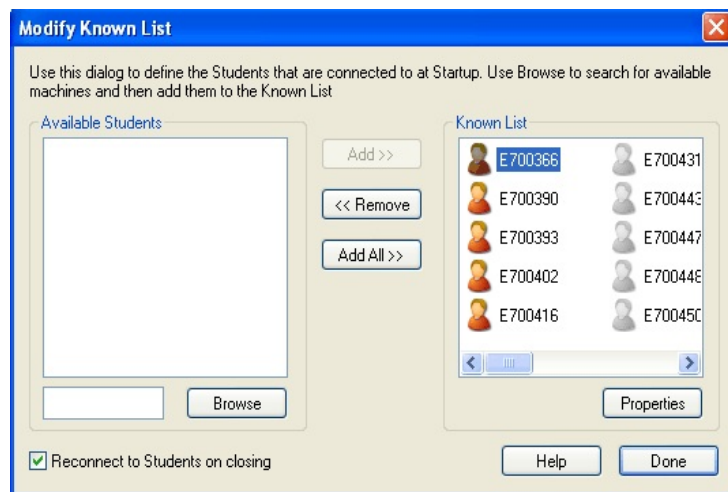 Modify Known List
Use this dialog to define the Students that are connected to at Startup. Use Browse to search for available
machines and then add them to the Known List
Available Students
Known List
Add >>
<< Remove
Add All >>
E700366
E700390
E700393
E700402
E700416
E700431
E700443
E700447
E700448
E700450
Browse
Properties
Reconnect to Students on closing
Help
Done